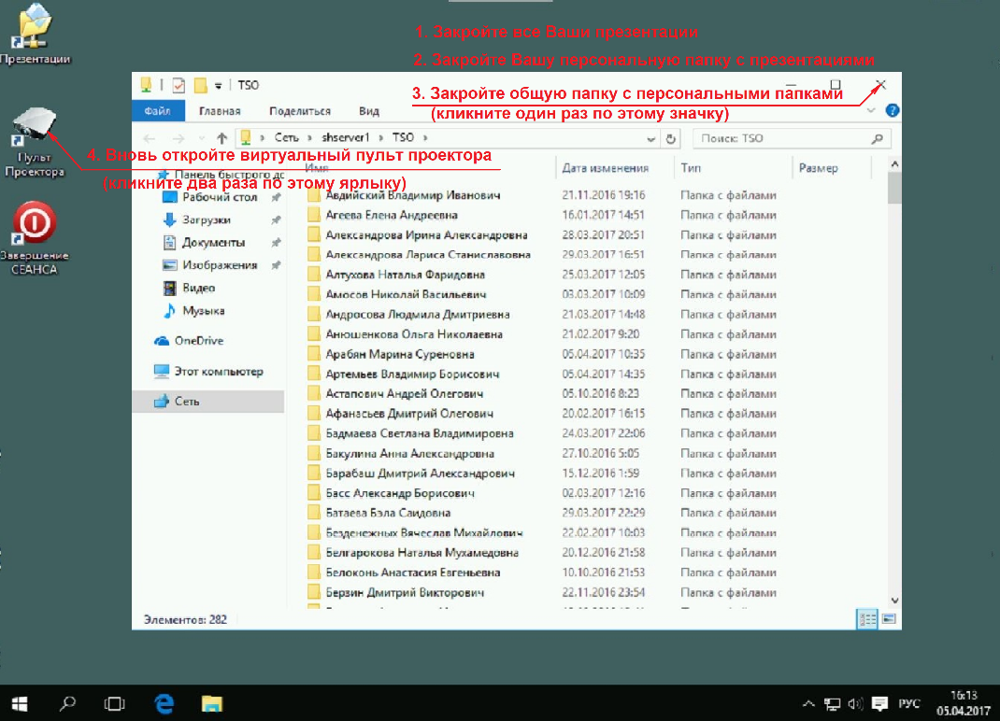 1. Закройте все Ваши презентации
2. Закройте Вашу персональную папку с презентациями
3. Закройте общую папку с персональными папками
(кликните один раз по этому значку)
4. Вновь откройте виртуальный пульт проектора
(кликните два раза по этому ярлыку)
Презентации
Пульт
Проектора
Завершение
СЕАНСА
TSO
Файл Главная Поделиться Вид
Сеть shserver1 TSO Поиск: TSO
Имя Дата изменения Тип Размер
Панель быстрого до
Рабочий стол
Загрузки
Документы
Изображения
Видео
Музыка
OneDrive
Этот компьютер
Сеть
Авдийский Владимир Иванович 21.11.2016 19:16 Папка с файлами
Агеева Елена Андреевна 16.01.2017 14:51 Папка с файлами
Александрова Ирина Александровна 28.03.2017 20:51 Папка с файлами
Александрова Лариса Станиславовна 29.03.2017 16:51 Папка с файлами
Алтухова Наталья Фаридовна 25.03.2017 12:05 Папка с файлами
Амосов Николай Васильевич 03.03.2017 10:09 Папка с файлами
Андросова Людмила Дмитриевна 21.03.2017 14:48 Папка с файлами
Анюшенкова Ольга Николаевна 21.02.2017 9:20 Папка с файлами
Арабян Марина Суреновна 05.04.2017 10:35 Папка с файлами
Артемьев Владимир Борисович 05.04.2017 14:35 Папка с файлами
Астапович Андрей Олегович 05.10.2016 8:23 Папка с файлами
Афанасьев Дмитрий Олегович 20.02.2017 16:15 Папка с файлами
Бадмаева Светлана Владимировна 24.03.2017 22:06 Папка с файлами
Бакулина Анна Александровна 27.10.2016 5:05 Папка с файлами
Барабаш Дмитрий Александрович 15.12.2016 1:59 Папка с файлами
Басс Александр Борисович 02.03.2017 12:16 Папка с файлами
Батаева Бэла Саидовна 29.03.2017 22:29 Папка с файлами
Безденежных Вячеслав Михайлович 22.02.2017 10:03 Папка с файлами
Белгарокова Наталья Мухамедовна 20.12.2016 21:58 Папка с файлами
Белоконь Анастасия Евгеньевна 10.10.2016 21:53 Папка с файлами
Берзин Дмитрий Викторович 22.11.2016 23:54 Папка с файлами
Элементов: 282
РУС
16:13
05.04.2017